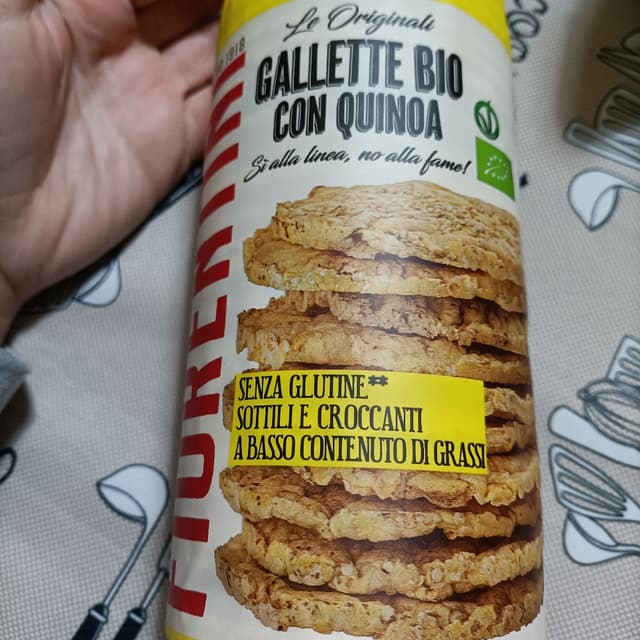 Le Originali
GALLETTE BIO
CON QUINOA
Sì alla linea, no alla fame!
FIORENTINI
SENZA GLUTINE**
SOTTILI E CROCCANTI
A BASSO CONTENUTO DI GRASSI